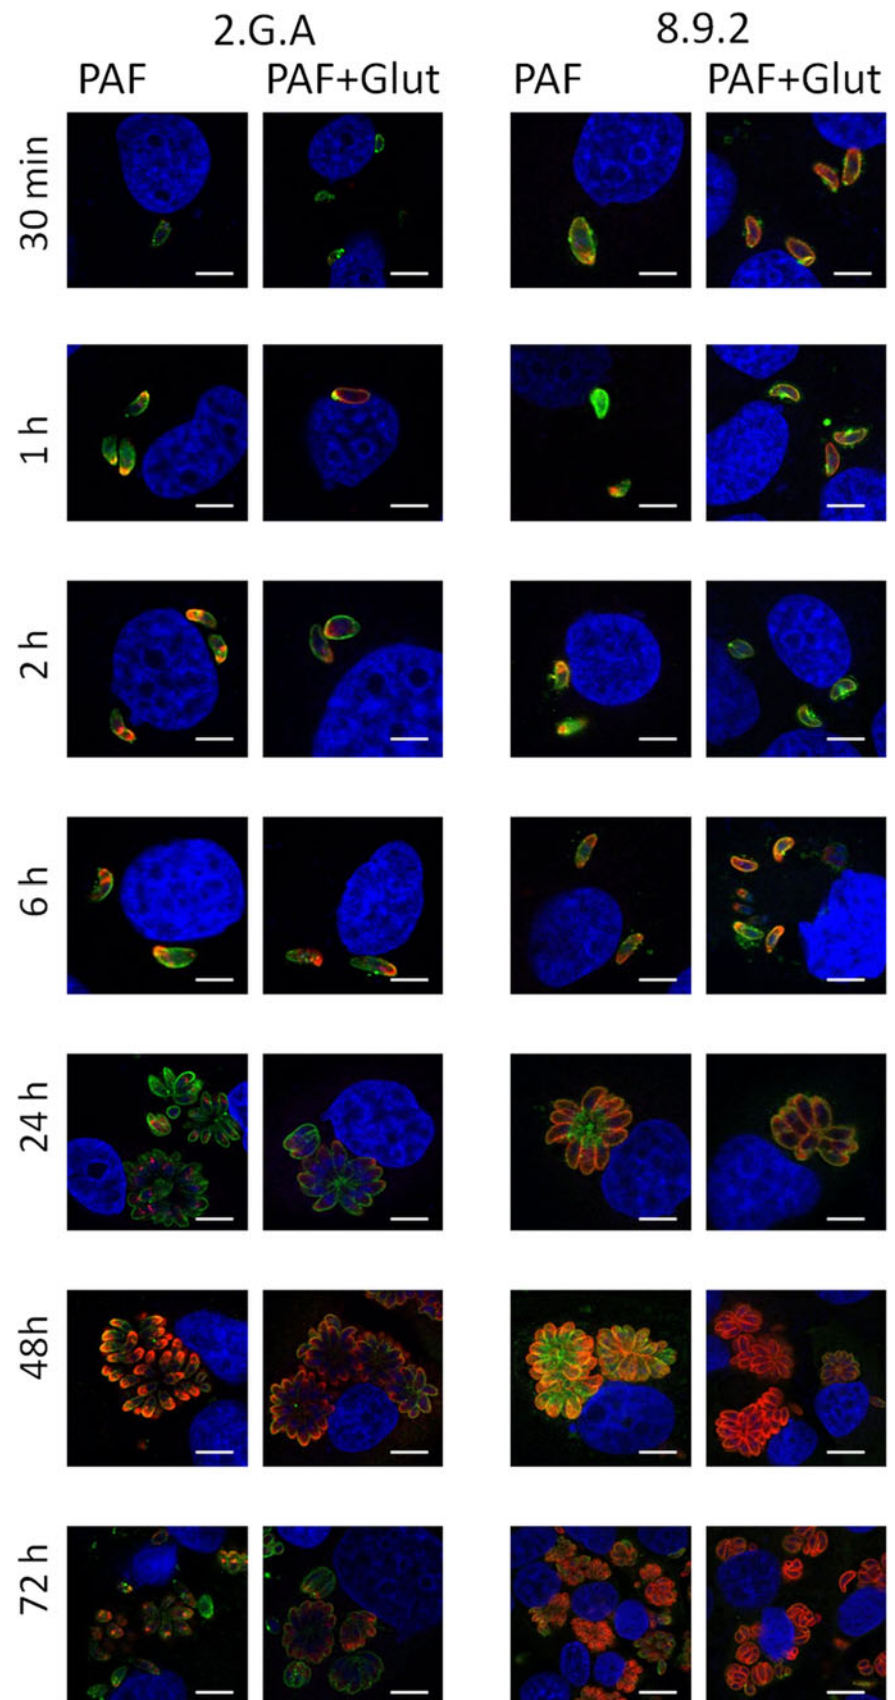 2.G.A 8.9.2
PAF PAF+Glut PAF PAF+Glut
30 min
1 h
2 h
6 h
24 h
48h
72 h